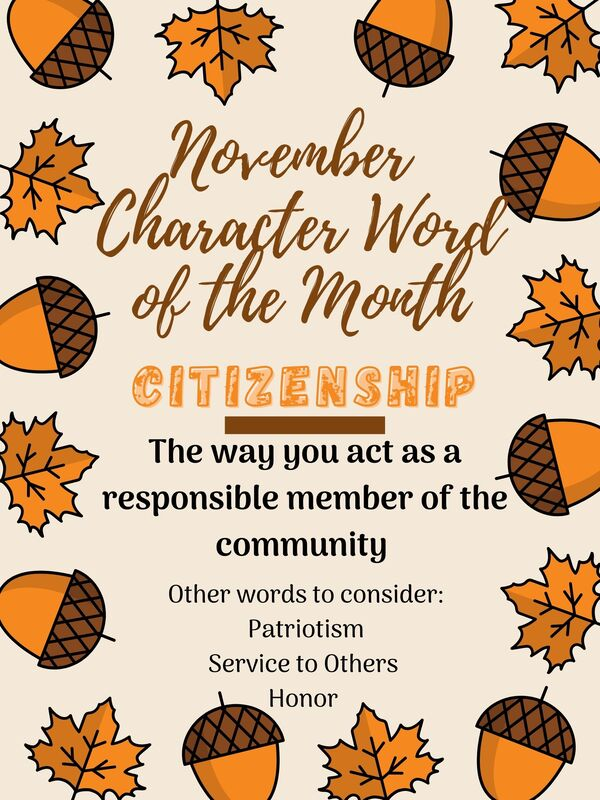 November
Character Word
of the Month
CITIZENSHIP
The way you act as a
responsible member of the
community
Other words to consider:
Patriotism
Service to Others
Honor